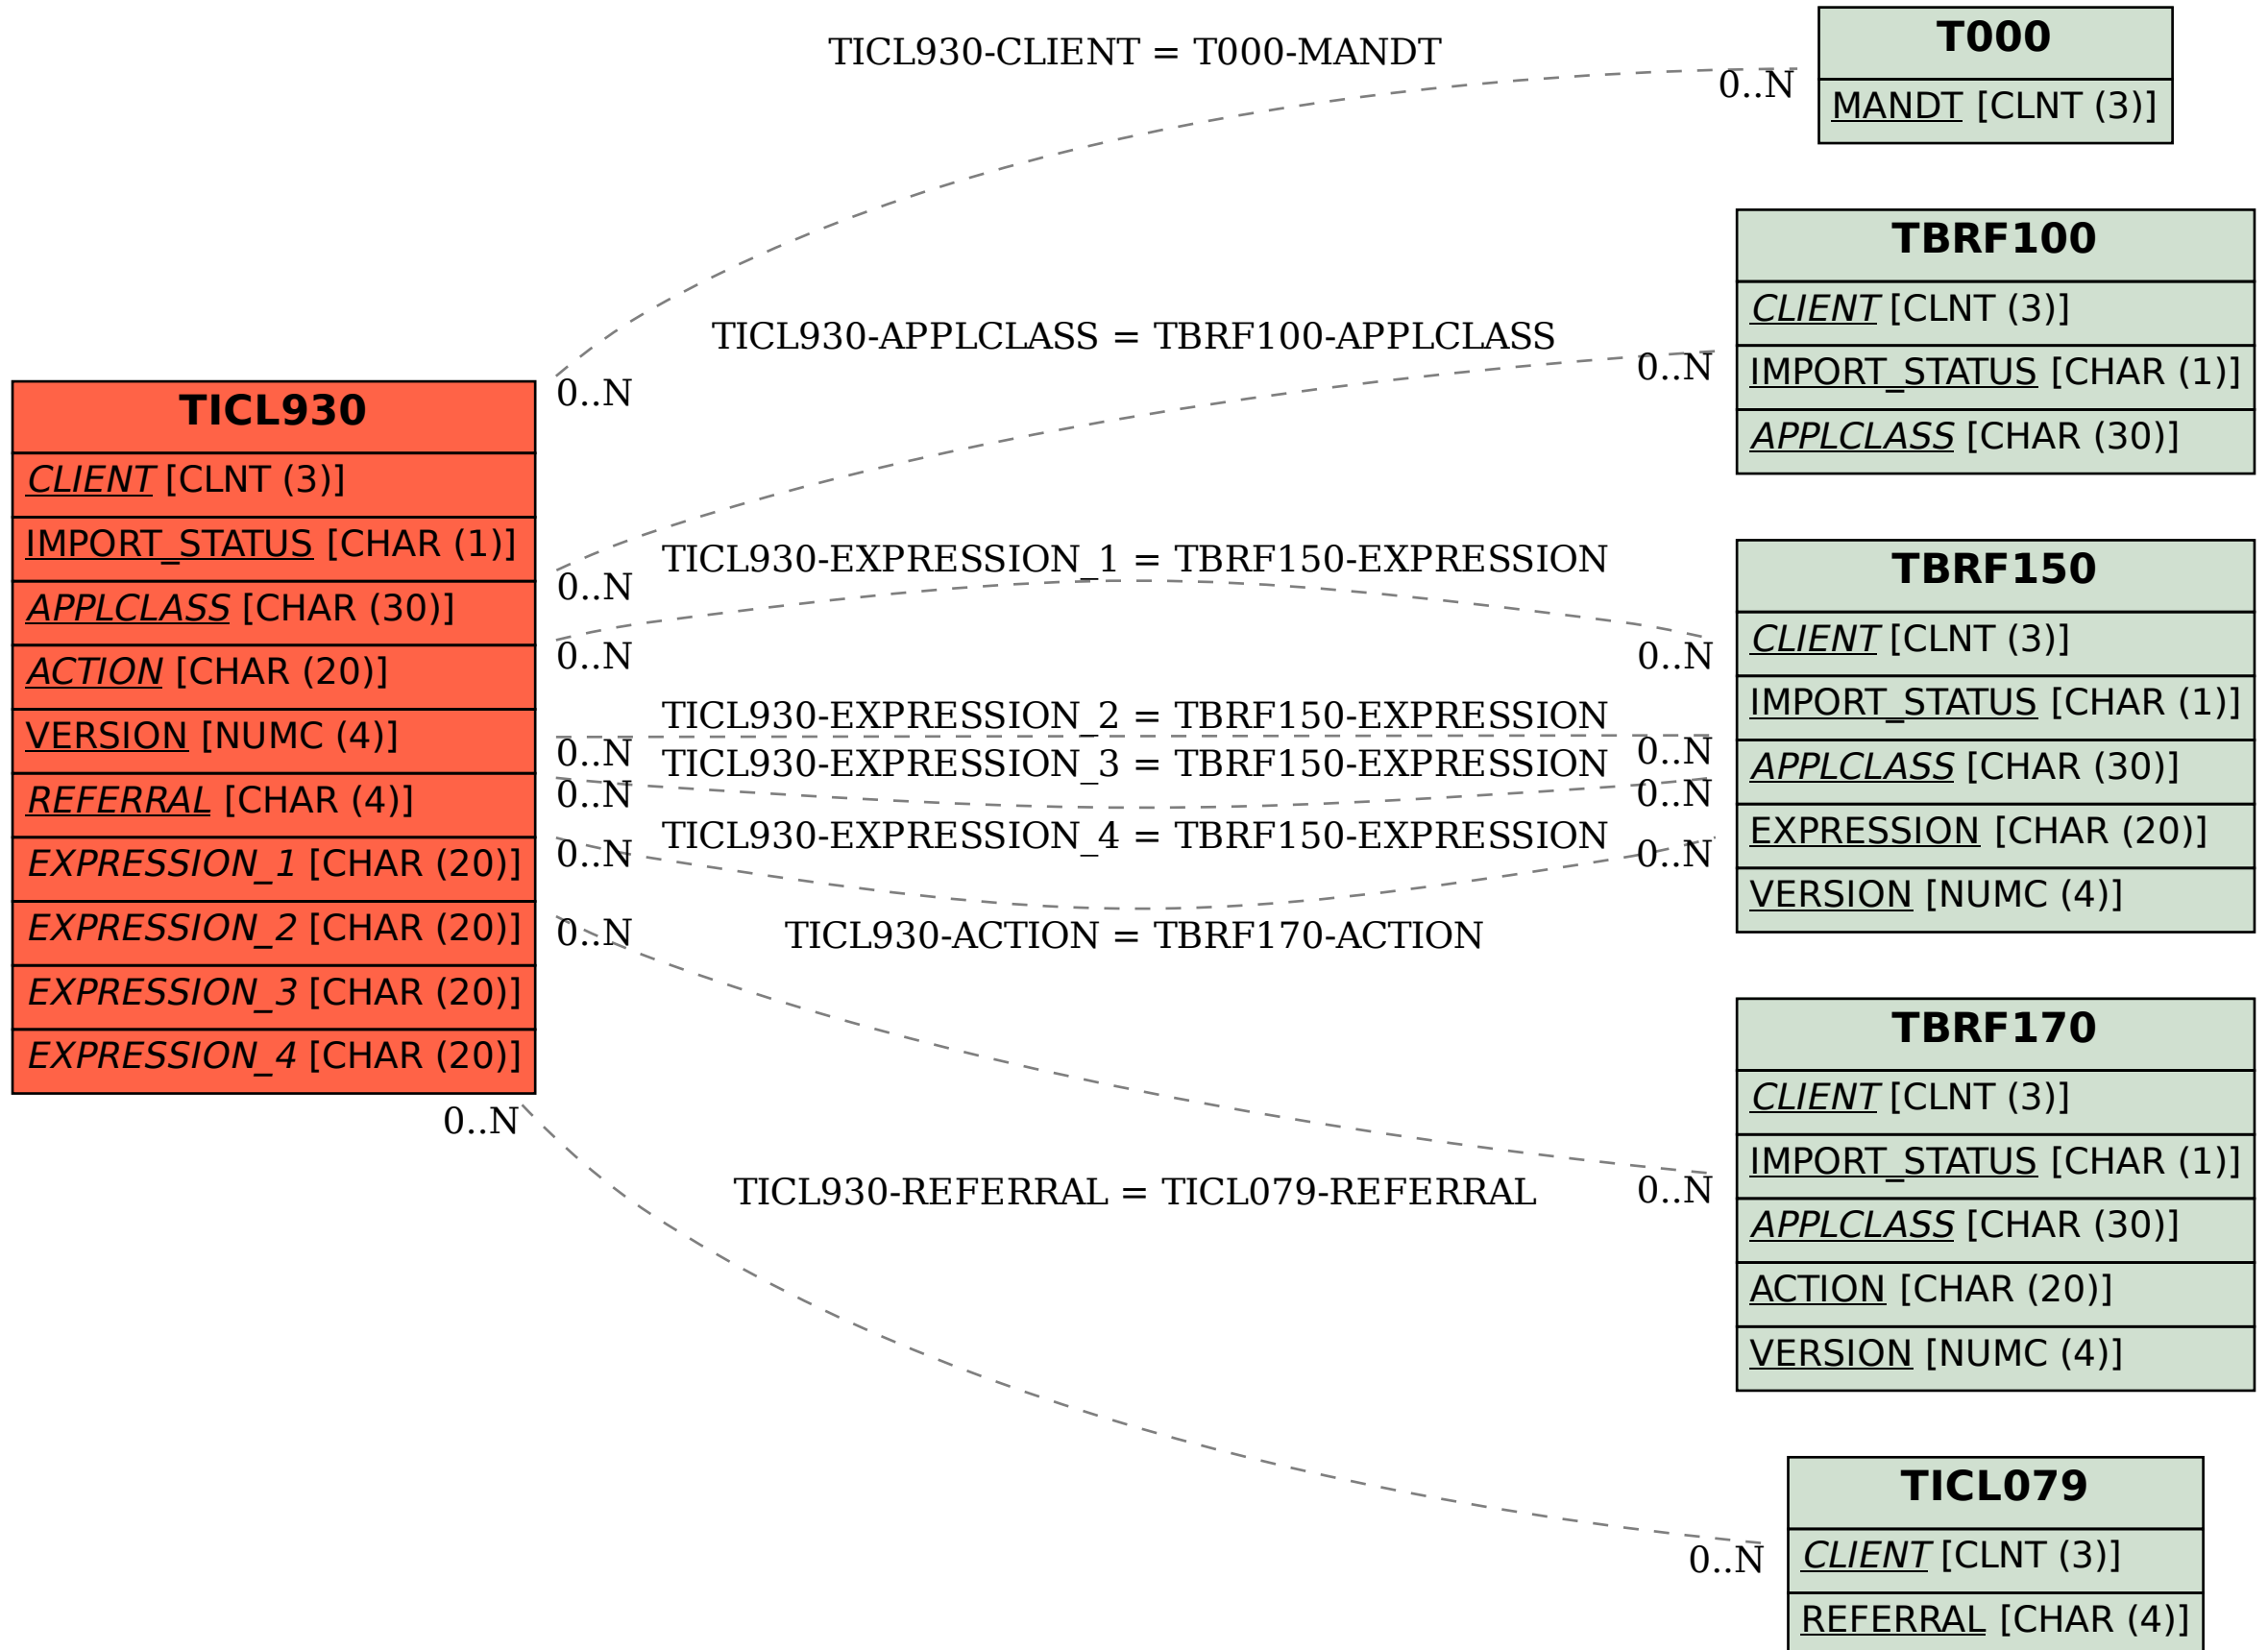 TICL930
CLIENT [CLNT (3)]
IMPORT_STATUS [CHAR (1)]
APPLCLASS [CHAR (30)]
ACTION [CHAR (20)]
VERSION [NUMC (4)]
REFERRAL [CHAR (4)]
EXPRESSION_1 [CHAR (20)]
EXPRESSION_2 [CHAR (20)]
EXPRESSION_3 [CHAR (20)]
EXPRESSION_4 [CHAR (20)]
TICL930-CLIENT = T000-MANDT
0..N
0..N
TICL930-APPLCLASS = TBRF100-APPLCLASS
0..N
0..N
TICL930-EXPRESSION_1 = TBRF150-EXPRESSION
0..N
0..N
TICL930-EXPRESSION_2 = TBRF150-EXPRESSION
0..N
0..N
TICL930-EXPRESSION_3 = TBRF150-EXPRESSION
0..N
0..N
TICL930-EXPRESSION_4 = TBRF150-EXPRESSION
0..N
0..N
TICL930-ACTION = TBRF170-ACTION
0..N
0..N
TICL930-REFERRAL = TICL079-REFERRAL
0..N
0..N
T000
MANDT [CLNT (3)]
TBRF100
CLIENT [CLNT (3)]
IMPORT_STATUS [CHAR (1)]
APPLCLASS [CHAR (30)]
TBRF150
CLIENT [CLNT (3)]
IMPORT_STATUS [CHAR (1)]
APPLCLASS [CHAR (30)]
EXPRESSION [CHAR (20)]
VERSION [NUMC (4)]
TBRF170
CLIENT [CLNT (3)]
IMPORT_STATUS [CHAR (1)]
APPLCLASS [CHAR (30)]
ACTION [CHAR (20)]
VERSION [NUMC (4)]
TICL079
CLIENT [CLNT (3)]
REFERRAL [CHAR (4)]